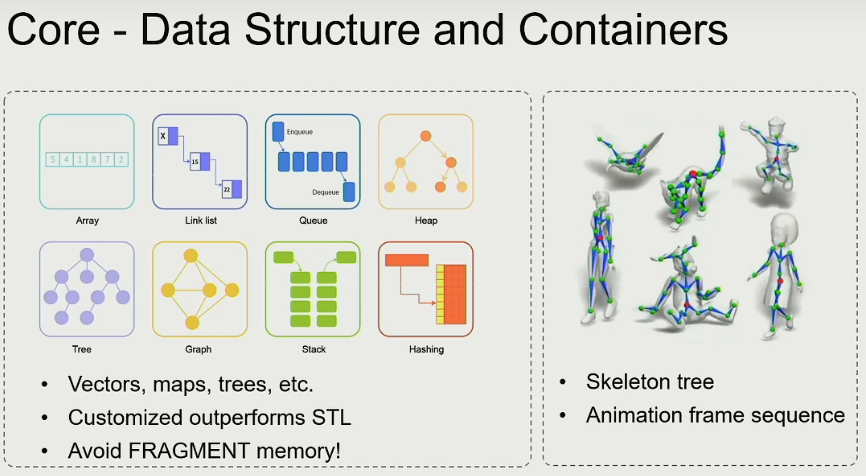 Core - Data Structure and Containers
5 4 1 8 7 2
Array
X
15
22
Link list
Enqueue
Dequeue
Queue
Heap
Tree
Graph
Stack
Hashing
• Vectors, maps, trees, etc.
• Customized outperforms STL
• Avoid FRAGMENT memory!
• Skeleton tree
• Animation frame sequence